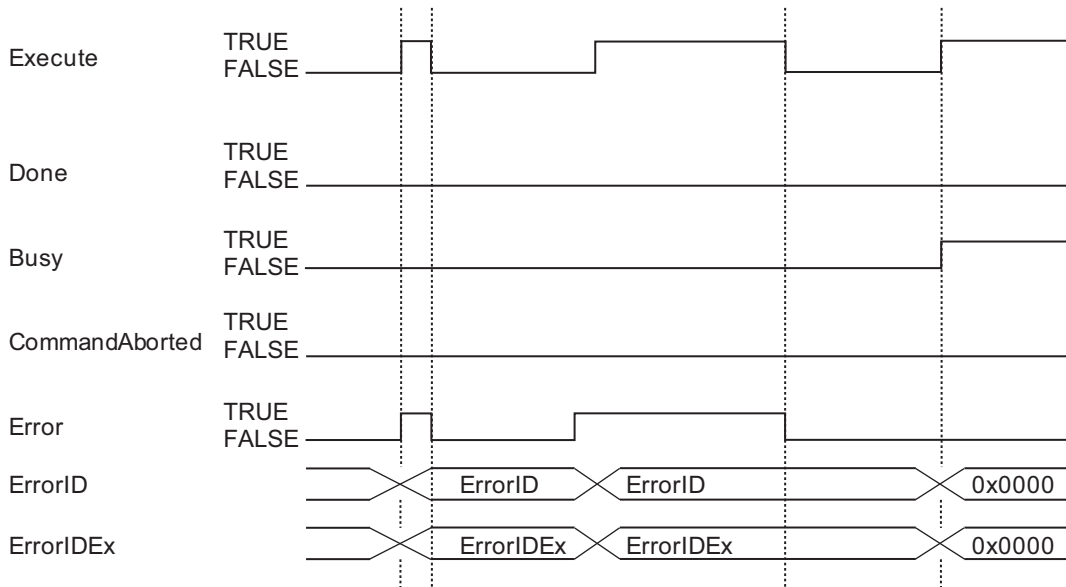 Execute TRUE
FALSE
Done TRUE
FALSE
Busy TRUE
FALSE
CommandAborted TRUE
FALSE
Error TRUE
FALSE
ErrorID ErrorID ErrorID 0x0000
ErrorIDEx ErrorIDEx ErrorIDEx 0x0000